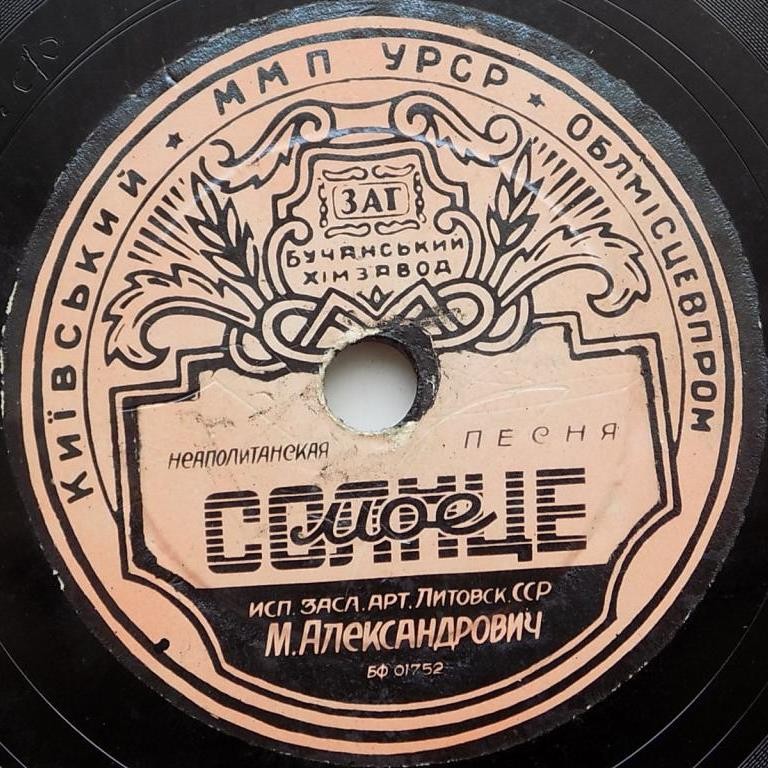 КИЇВСЬКИЙ ★ ММП УРСР ★ ОБЛМІСЦЕВПРОМ
ЗАГ
БУЧАНСЬКИЙ
ХІМЗАВОД
НЕАПОЛИТАНСКАЯ ПЕСНЯ
СОЛНЦЕ
мое
ИСП. ЗАСЛ. АРТ. ЛИТОВСК. ССР
М. АЛЕКСАНДРОВИЧ
БФ 01752